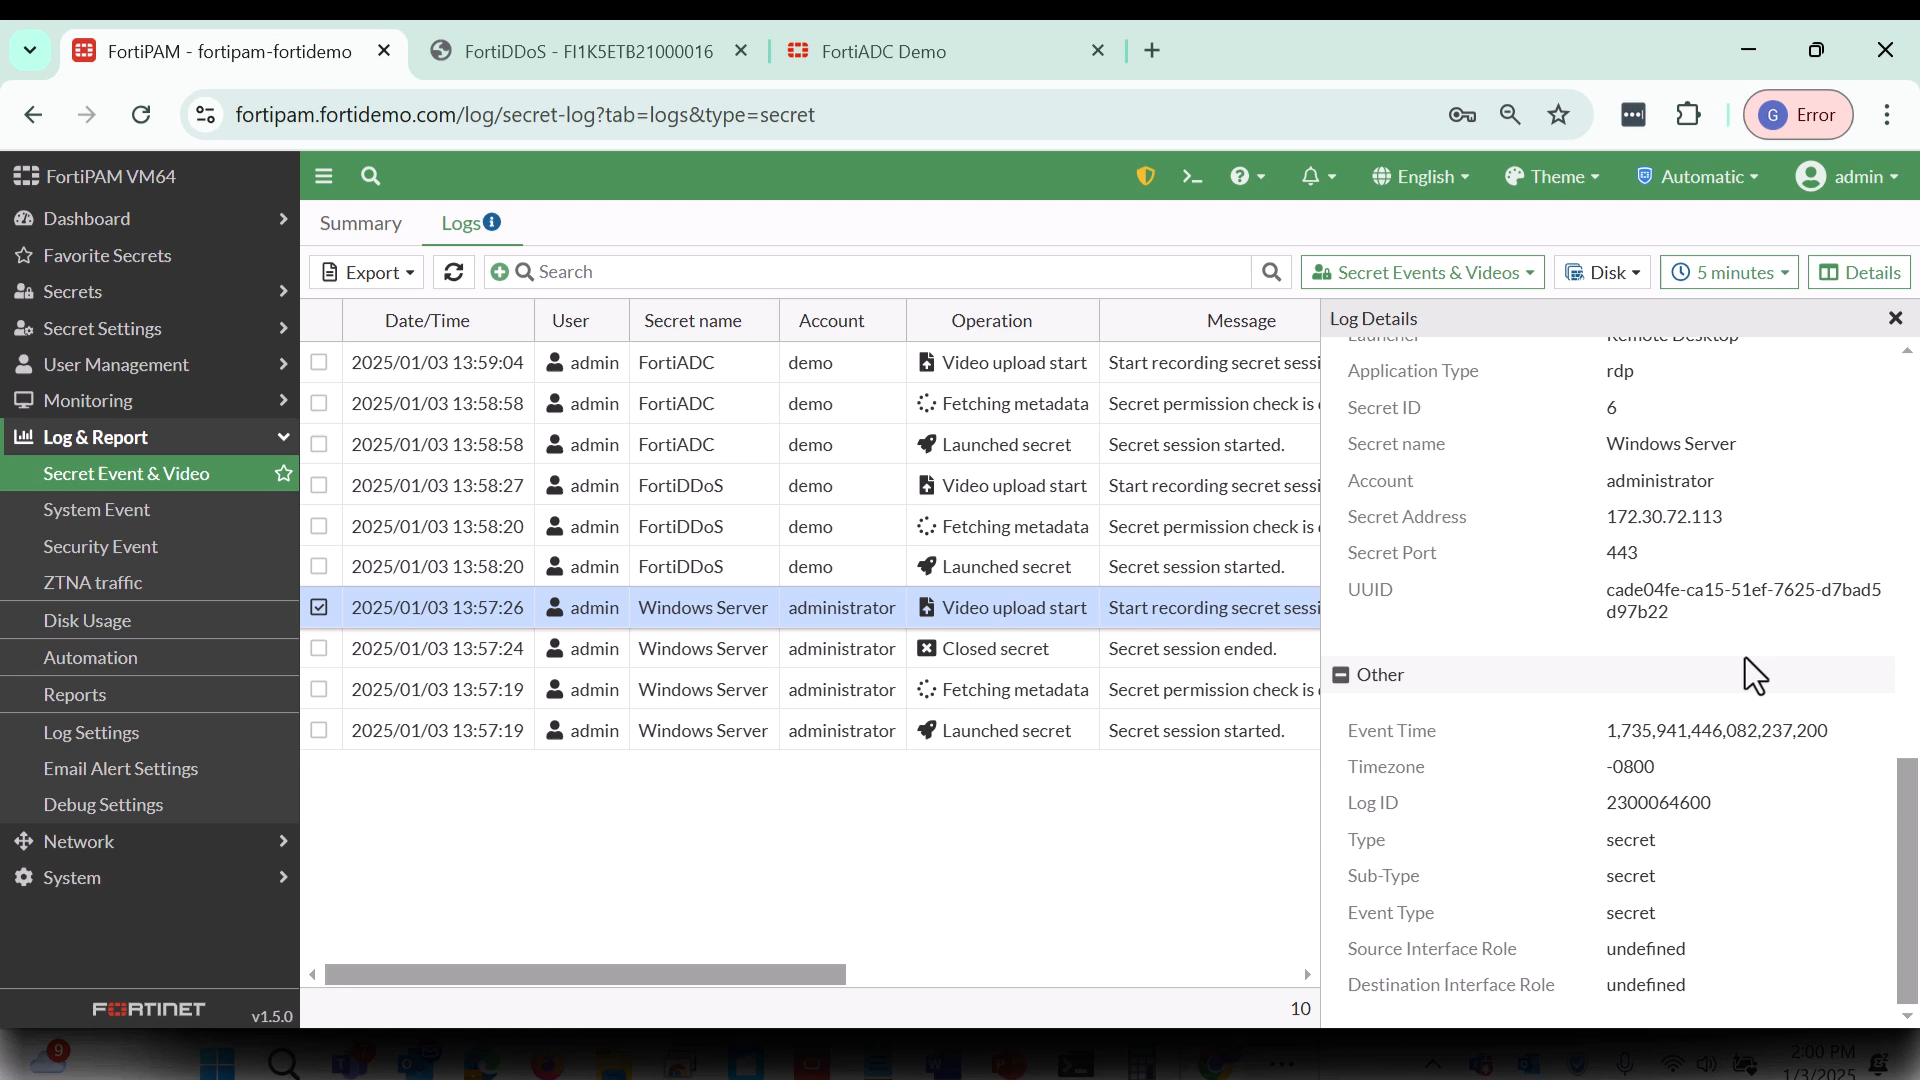 FortiPAM - fortipam-fortidemo
FortiDDoS - FI1K5ETB21000016
FortiADC Demo
fortipam.fortidemo.com/log/secret-log?tab=logs&type=secret
G Error
FortiPAM VM64
English
Theme
Automatic
admin
Dashboard
Favorite Secrets
Secrets
Secret Settings
User Management
Monitoring
Log & Report
Secret Event & Video
System Event
Security Event
ZTNA traffic
Disk Usage
Automation
Reports
Log Settings
Email Alert Settings
Debug Settings
Network
System
FORTINET v1.5.0
Summary Logs
Export Search Secret Events & Videos Disk 5 minutes Details
Date/Time User Secret name Account Operation Message
2025/01/03 13:59:04 admin FortiADC demo Video upload start Start recording secret sessi
2025/01/03 13:58:58 admin FortiADC demo Fetching metadata Secret permission check is
2025/01/03 13:58:58 admin FortiADC demo Launched secret Secret session started.
2025/01/03 13:58:27 admin FortiDDoS demo Video upload start Start recording secret sessi
2025/01/03 13:58:20 admin FortiDDoS demo Fetching metadata Secret permission check is
2025/01/03 13:58:20 admin FortiDDoS demo Launched secret Secret session started.
2025/01/03 13:57:26 admin Windows Server administrator Video upload start Start recording secret sessi
2025/01/03 13:57:24 admin Windows Server administrator Closed secret Secret session ended.
2025/01/03 13:57:19 admin Windows Server administrator Fetching metadata Secret permission check is
2025/01/03 13:57:19 admin Windows Server administrator Launched secret Secret session started.
10
Log Details
Launcher Remote Desktop
Application Type rdp
Secret ID 6
Secret name Windows Server
Account administrator
Secret Address 172.30.72.113
Secret Port 443
UUID cade04fe-ca15-51ef-7625-d7bad5
d97b22
Other
Event Time 1,735,941,446,082,237,200
Timezone -0800
Log ID 2300064600
Type secret
Sub-Type secret
Event Type secret
Source Interface Role undefined
Destination Interface Role undefined
9
2:00 PM
1/3/2025